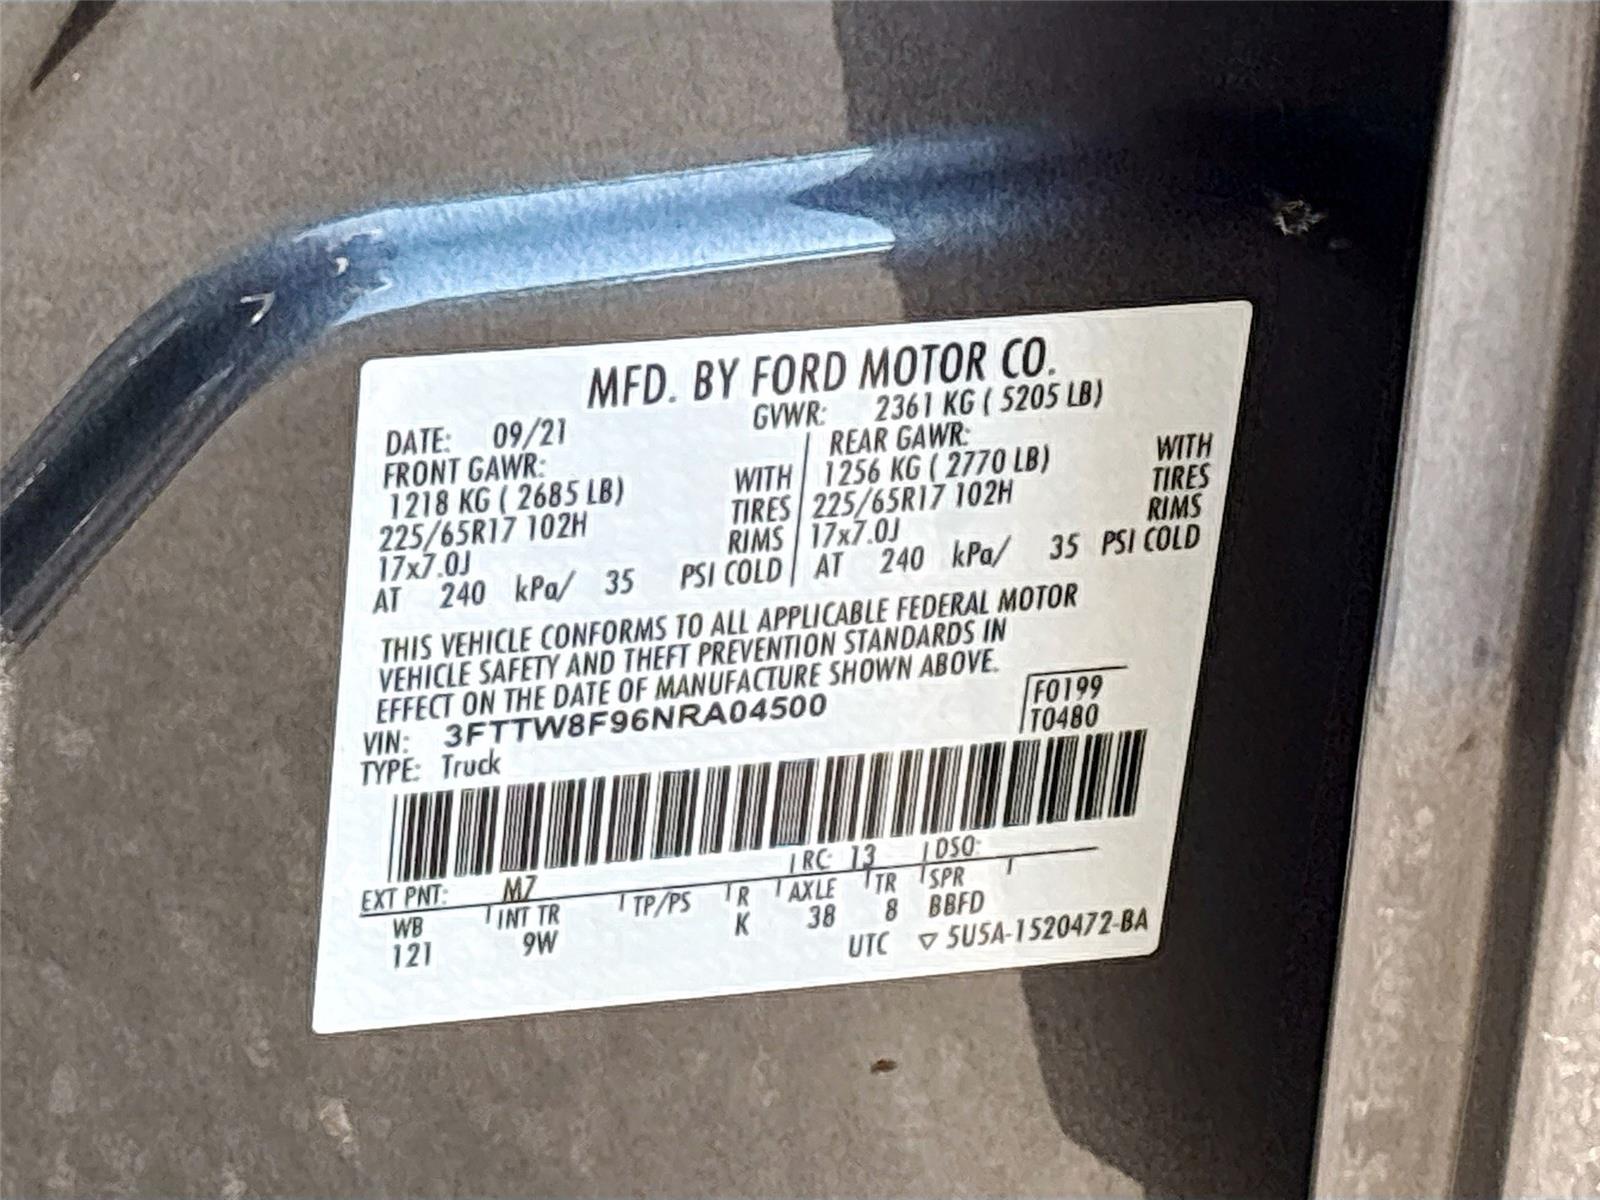 MFD. BY FORD MOTOR CO.
DATE: 09/21 GVWR: 2361 KG ( 5205 LB)
FRONT GAWR: REAR GAWR:
1218 KG ( 2685 LB) WITH 1256 KG ( 2770 LB) WITH
225/65R17 102H TIRES 225/65R17 102H TIRES
17x7.0J RIMS 17x7.0J RIMS
AT 240 kPa/ 35 PSI COLD AT 240 kPa/ 35 PSI COLD
THIS VEHICLE CONFORMS TO ALL APPLICABLE FEDERAL MOTOR
VEHICLE SAFETY AND THEFT PREVENTION STANDARDS IN
EFFECT ON THE DATE OF MANUFACTURE SHOWN ABOVE.
VIN: 3FTTW8F96NRA04500 F0199
TYPE: Truck T0480
EXT PNT: M7 RC: 13 DSO:
WB INT TR TP/PS R AXLE TR SPR
121 9W K 38 8 BBFD
UTC ▽ 5U5A-1520472-BA